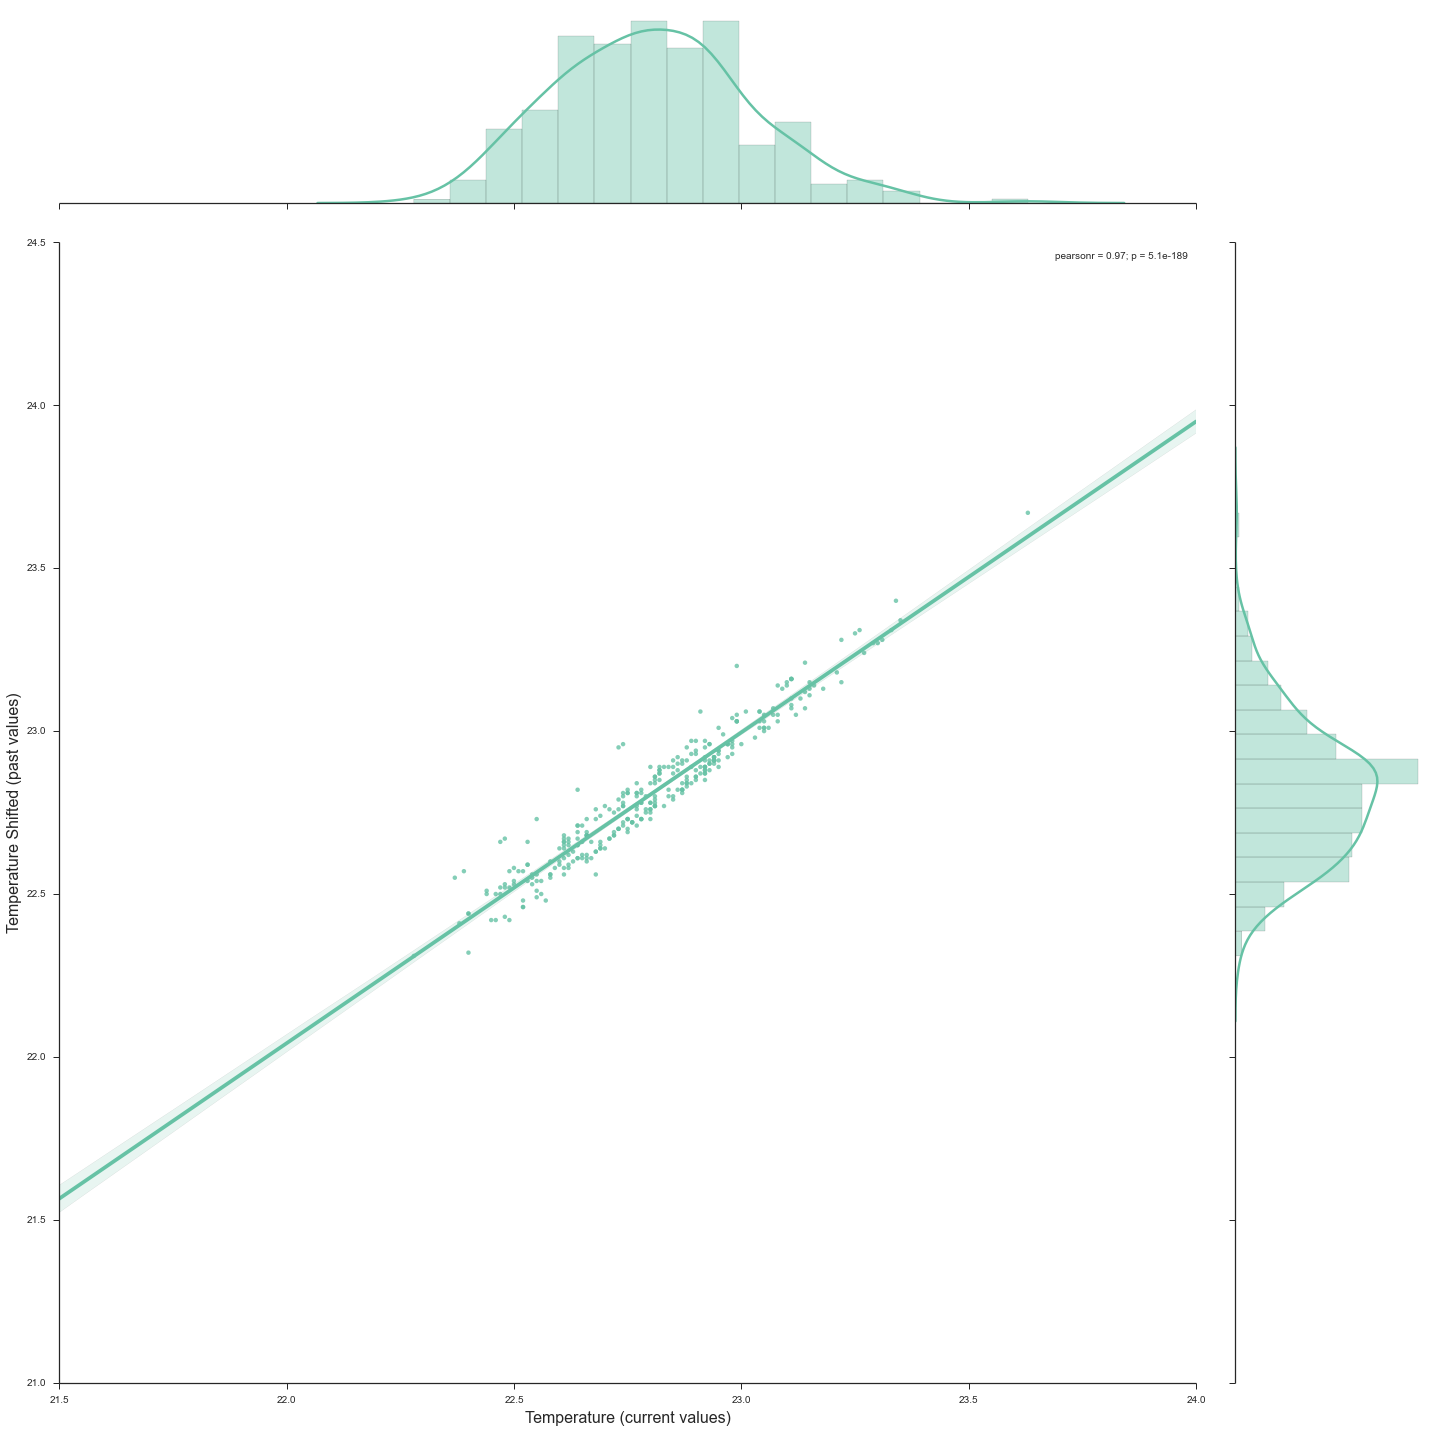 pearsonr = 0.97; p = 5.1e-189
24.5
24.0
23.5
23.0
22.5
22.0
21.5
21.0
Temperature Shifted (past values)
21.5 22.0 22.5 23.0 23.5 24.0
Temperature (current values)